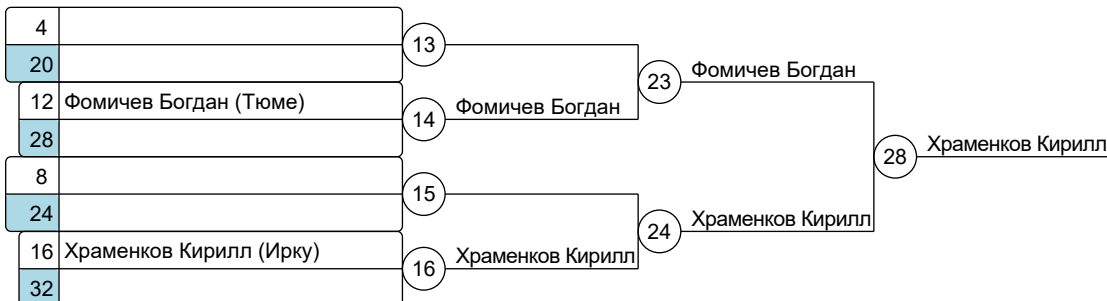 4
13
20
23 Фомичев Богдан
12 Фомичев Богдан (Тюме)
14 Фомичев Богдан
28
28 Храменков Кирилл
8
15
24
24 Храменков Кирилл
16 Храменков Кирилл (Ирку)
16 Храменков Кирилл
32